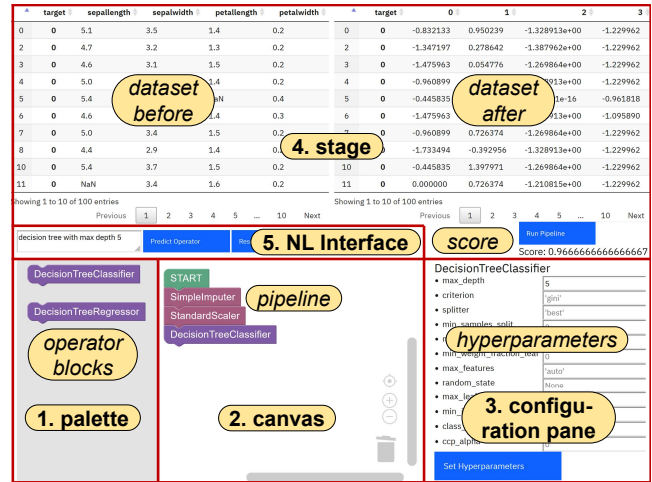 target sepallength sepalwidth petallength petalwidth
0 0 5.1 3.5 1.4 0.2
2 0 4.7 3.2 1.3 0.2
3 0 4.6 3.1 1.5 0.2
4 0 5.0 1.4 0.2
5 0 5.4 0.4
6 0 4.6 0.3
7 0 5.0 3.4 1.5 0.2
8 0 4.4 2.9 1.4
10 0 5.4 3.7 1.5 0.2
11 0 NaN 3.4 1.6 0.2
Showing 1 to 10 of 100 entries
Previous 1 2 3 4 5 … 10 Next
dataset
before
target 0 1 2 3
0 0 -0.832133 0.950239 -1.328913e+00 -1.229962
2 0 -1.347197 0.278642 -1.387962e+00 -1.229962
3 0 -1.475963 0.054776 -1.269864e+00 -1.229962
4 0 -0.960899 -1.229962
5 0 -0.445835 -0.961818
6 0 -1.475963 -1.095890
0 -0.960899 0.726374 -1.269864e+00 -1.229962
0 -1.733494 -0.392956 -1.328913e+00 -1.229962
10 0 -0.445835 1.397971 -1.269864e+00 -1.229962
11 0 0.000000 0.726374 -1.210815e+00 -1.229962
Showing 1 to 10 of 100 entries
Previous 1 2 3 4 5 … 10 Next
dataset
after
4. stage
decision tree with max depth 5
Predict Operator
5. NL Interface
score
Run Pipeline
Score: 0.9666666666666667
DecisionTreeClassifier
DecisionTreeRegressor
operator
blocks
1. palette
START
SimpleImputer
StandardScaler
DecisionTreeClassifier
pipeline
2. canvas
DecisionTreeClassifier
• max_depth 5
• criterion 'gini'
• splitter 'best'
• min_samples_split
hyperparameters
• min_weight_fraction_leaf 0
• max_features 'auto'
• random_state None
3. configu-
ration pane
• ccp_alpha
Set Hyperparameters